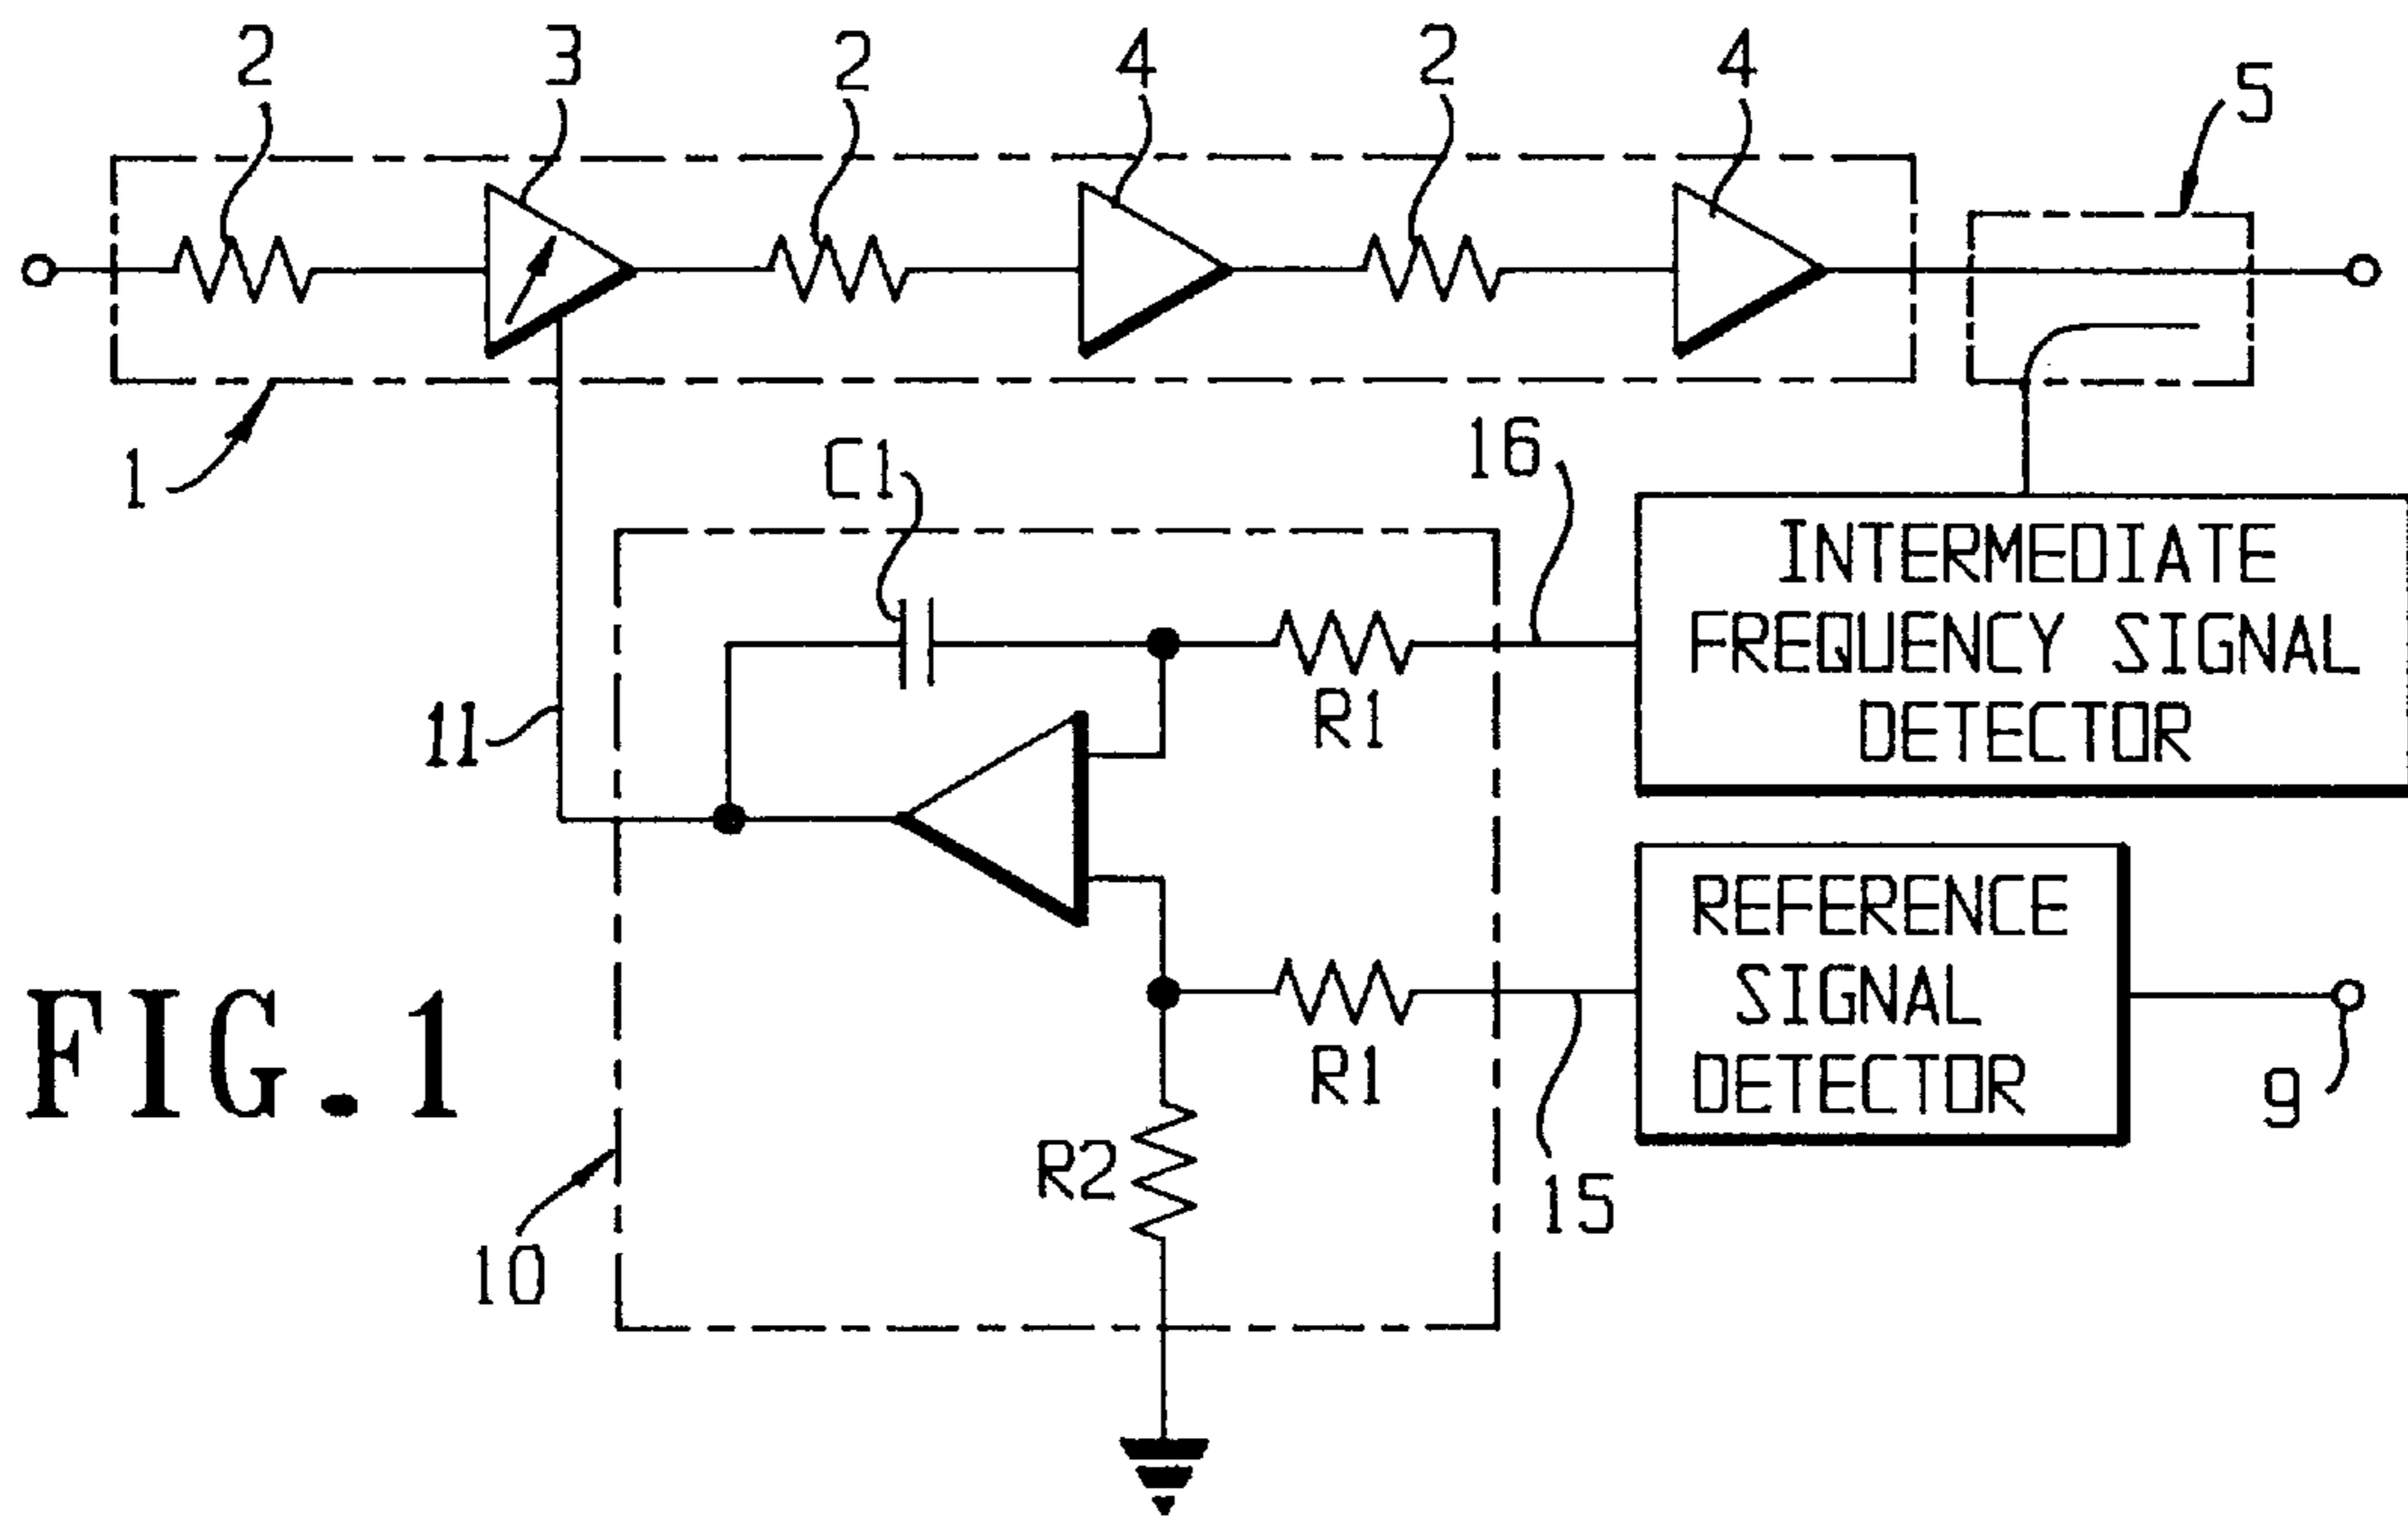 2 3 2 4 2 4 5
1
C1
16
INTERMEDIATE
FREQUENCY SIGNAL
DETECTOR
R1
11
REFERENCE
SIGNAL
DETECTOR
R1
9
FIG.1
R2
15
10